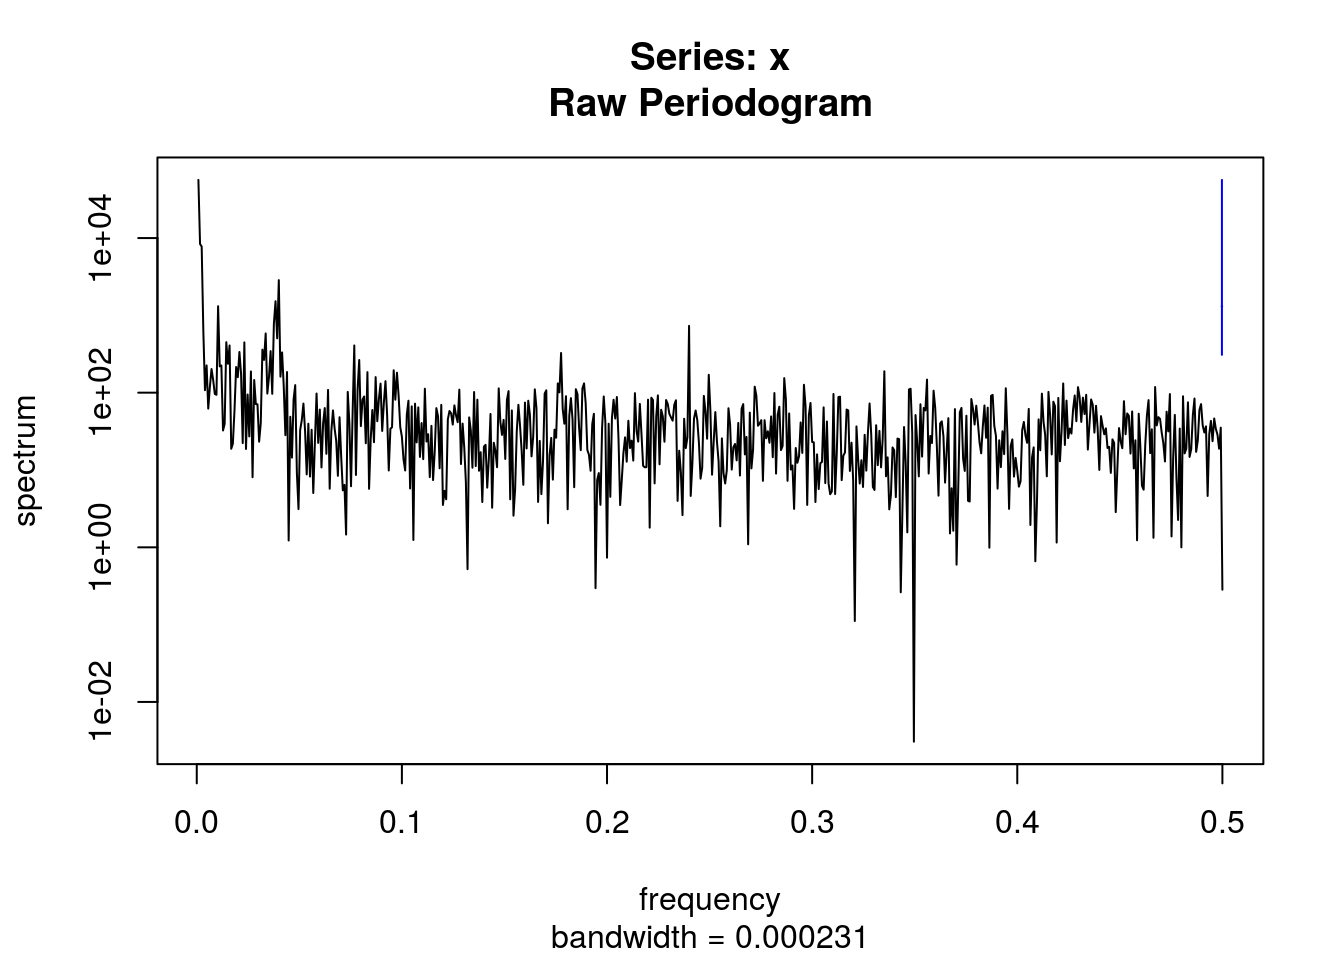 Series: x
Raw Periodogram
spectrum
1e+04
1e+02
1e+00
1e-02
0.0 0.1 0.2 0.3 0.4 0.5
frequency
bandwidth = 0.000231